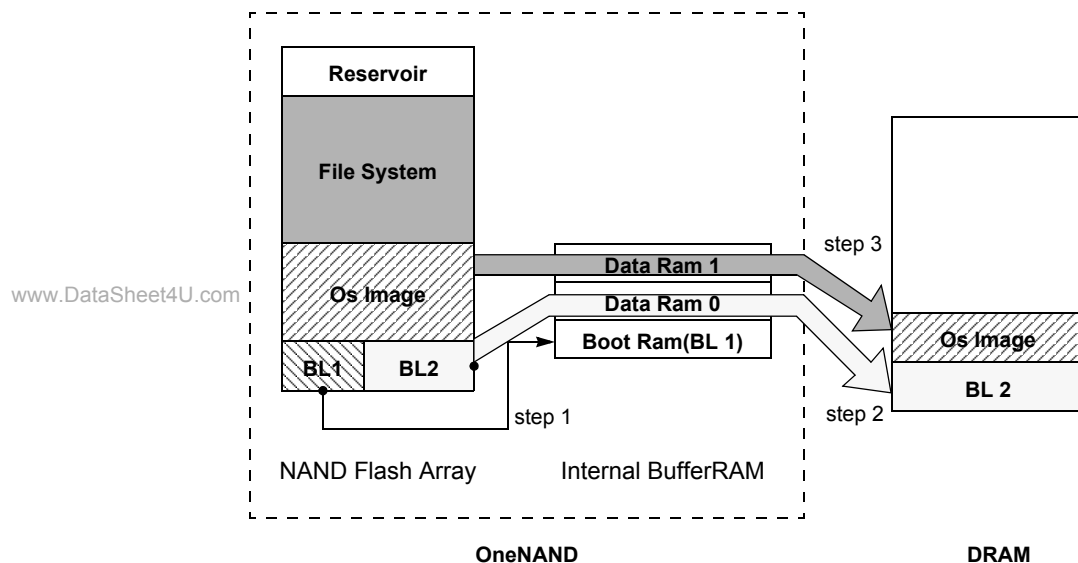 Reservoir
File System
Os Image
BL1
BL2
step 1
Data Ram 1
Data Ram 0
Boot Ram(BL 1)
step 3
Os Image
BL 2
step 2
NAND Flash Array
Internal BufferRAM
OneNAND
DRAM
www.DataSheet4U.com